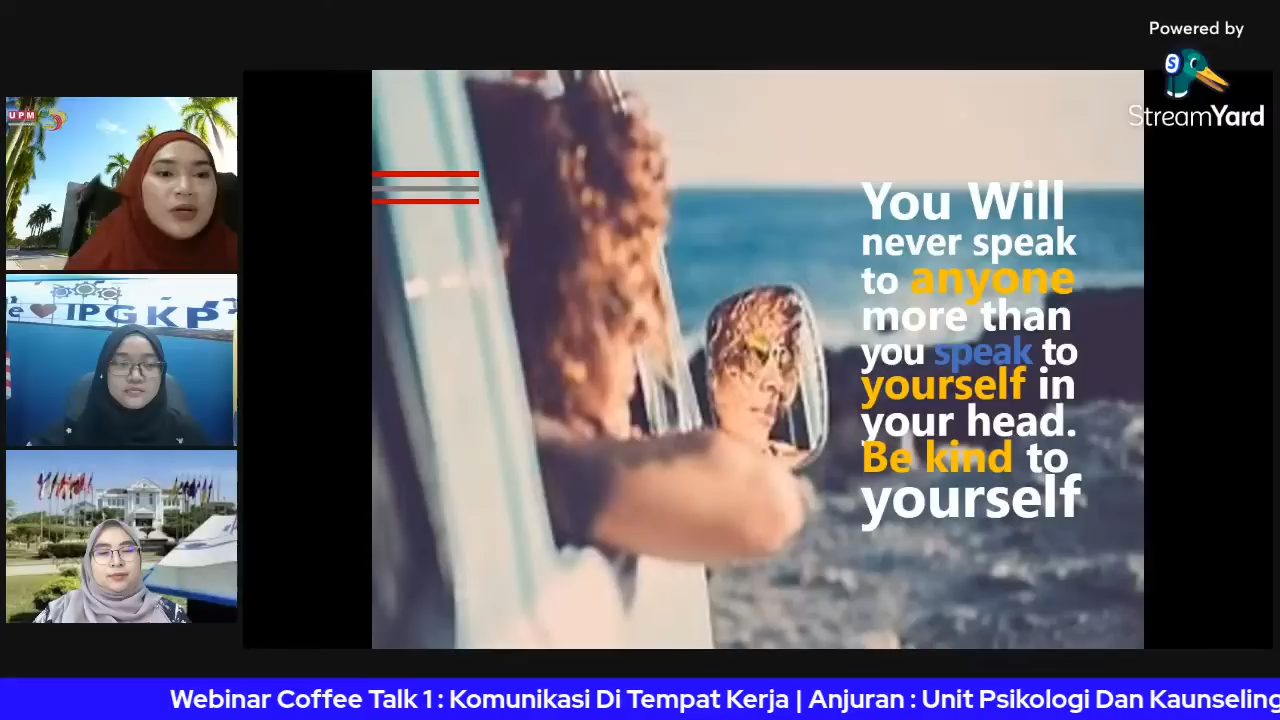 Powered by
S
StreamYard
UPM
e ❤ IPGKP
You Will
never speak
to anyone
more than
you speak to
yourself in
your head.
Be kind to
yourself
Webinar Coffee Talk 1 : Komunikasi Di Tempat Kerja | Anjuran : Unit Psikologi Dan Kaunseling